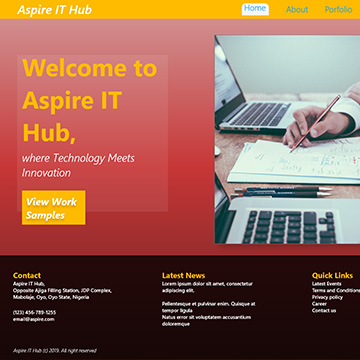 Aspire IT Hub
Home About Porfolio
Welcome to
Aspire IT
Hub,
where Technology Meets
Innovation
View Work
Samples
Contact
Aspire IT Hub,
Opposite Ajiga Filling Station, JDP Complex,
Mabolaje, Oyo, Oyo State, Nigeria
(123) 456-789-1255
email@aspire.com
Latest News
Lorem ipsum dolor sit amet, consectetur
adipiscing elit.
Pellentesque et pulvinar enim. Quisque at
tempor ligula
Natus error sit voluptatem accusantium
doloremque
Quick Links
Latest Events
Terms and Condition
Privacy policy
Career
Contact us
Aspire IT Hub (c) 2019. All right reserved